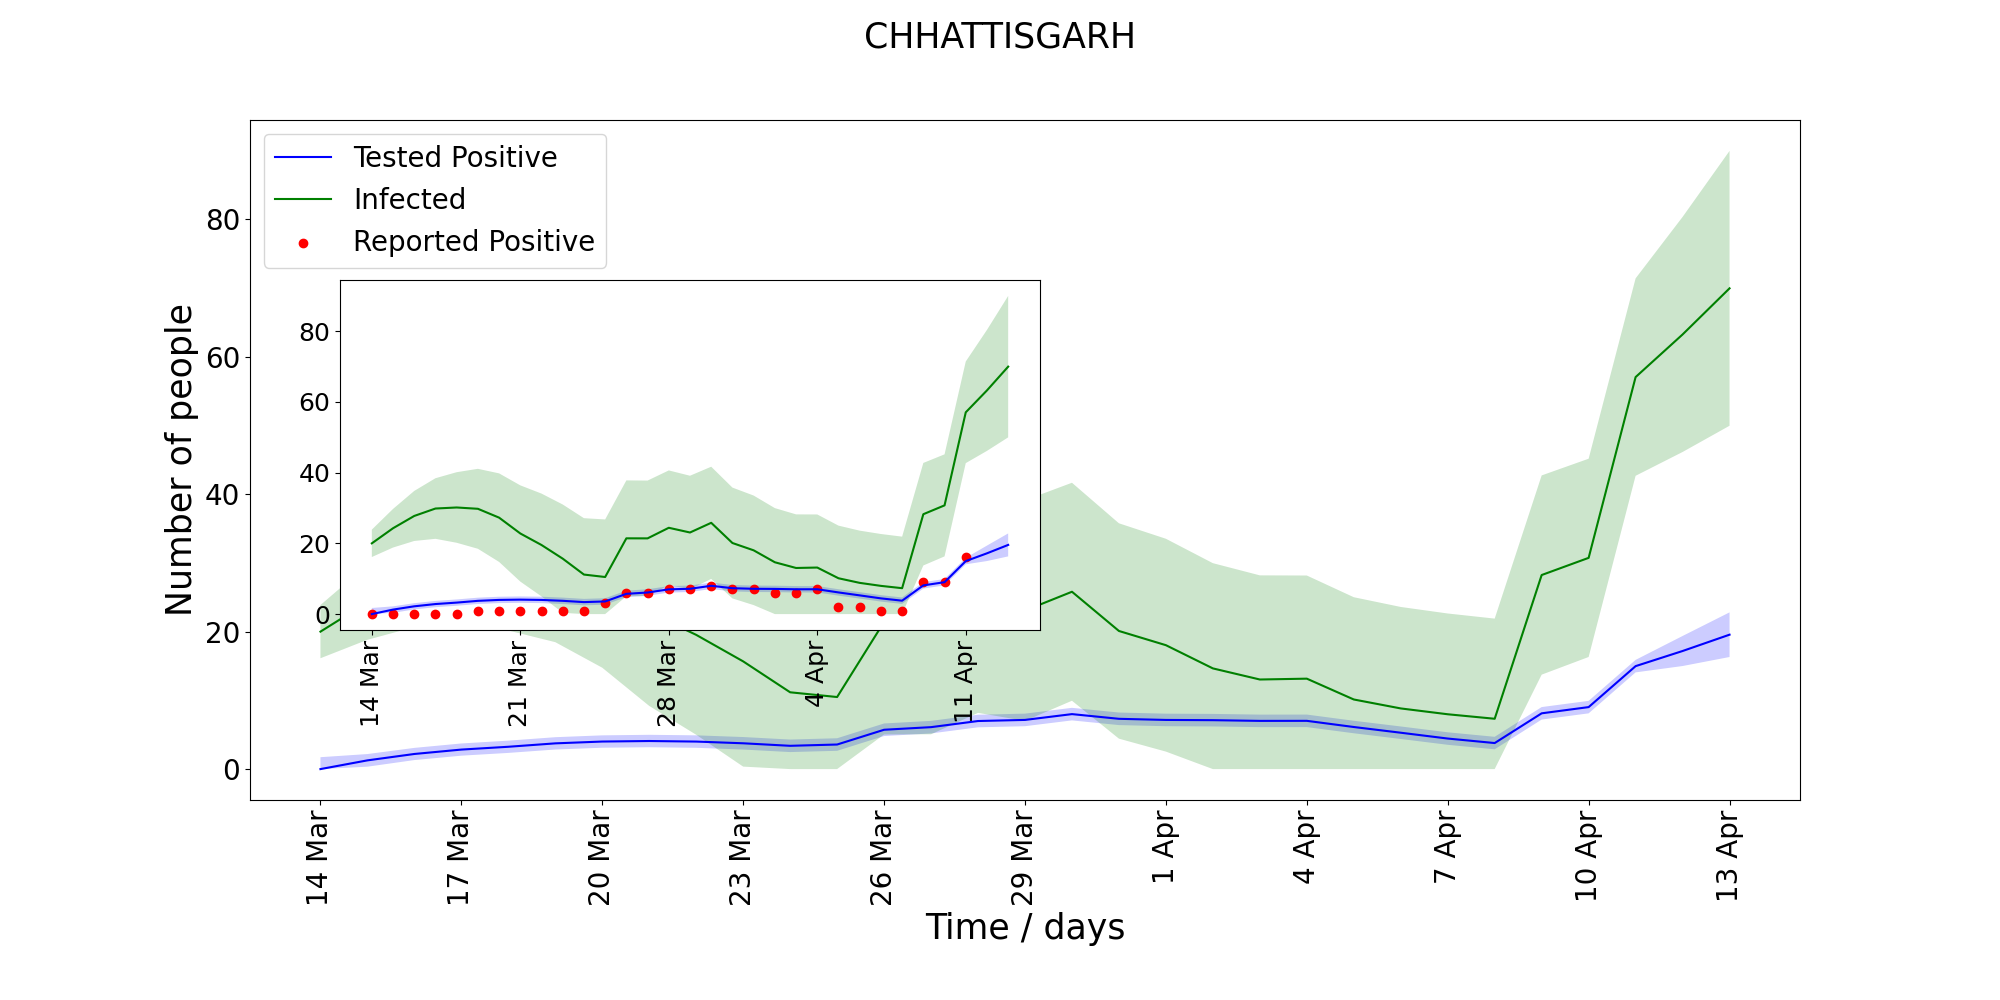 CHHATTISGARH
Tested Positive
Infected
Reported Positive
Number of people
80
60
40
20
0
80
60
40
20
0
14 Mar
21 Mar
28 Mar
4 Apr
11 Apr
14 Mar
17 Mar
20 Mar
23 Mar
26 Mar
29 Mar
1 Apr
4 Apr
7 Apr
10 Apr
13 Apr
Time / days